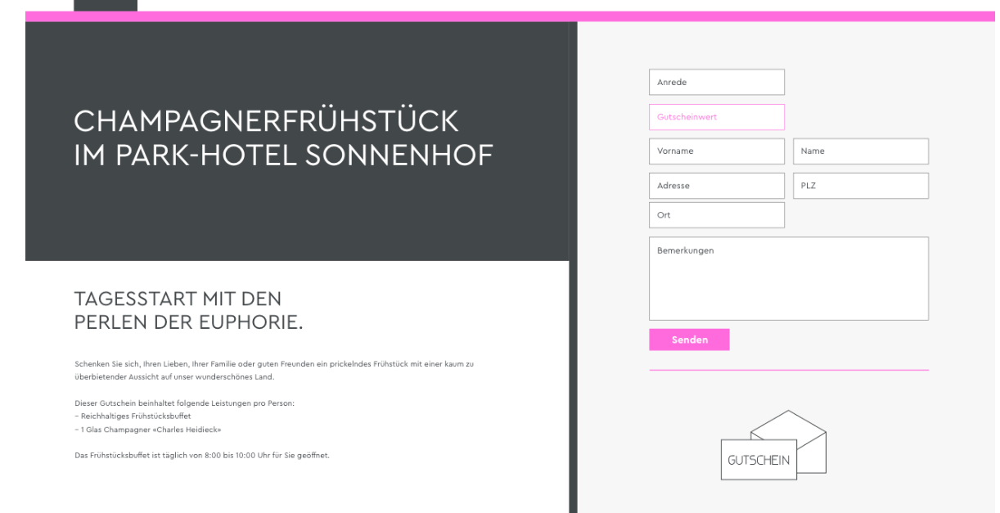 CHAMPAGNERFRÜHSTÜCK
IM PARK-HOTEL SONNENHOF
TAGESSTART MIT DEN
PERLEN DER EUPHORIE.
Schenken Sie sich, Ihren Lieben, Ihrer Familie oder guten Freunden ein prickelndes Frühstück mit einer kaum zu
überbietender Aussicht auf unser wunderschönes Land.
Dieser Gutschein beinhaltet folgende Leistungen pro Person:
– Reichhaltiges Frühstücksbuffet
– 1 Glas Champagner «Charles Heidieck»
Das Frühstücksbuffet ist täglich von 8:00 bis 10:00 Uhr für Sie geöffnet.
Anrede
Gutscheinwert
Vorname
Name
Adresse
PLZ
Ort
Bemerkungen
Senden
GUTSCHEIN